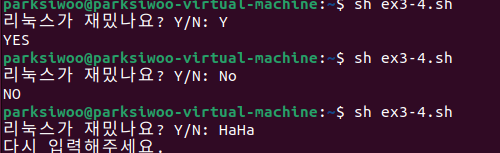 parksiwoo@parksiwoo-virtual-machine:~$ sh ex3-4.sh
리눅스가 재밌나요? Y/N: Y
YES
parksiwoo@parksiwoo-virtual-machine:~$ sh ex3-4.sh
리눅스가 재밌나요? Y/N: No
NO
parksiwoo@parksiwoo-virtual-machine:~$ sh ex3-4.sh
리눅스가 재밌나요? Y/N: HaHa
다시 입력해주세요.